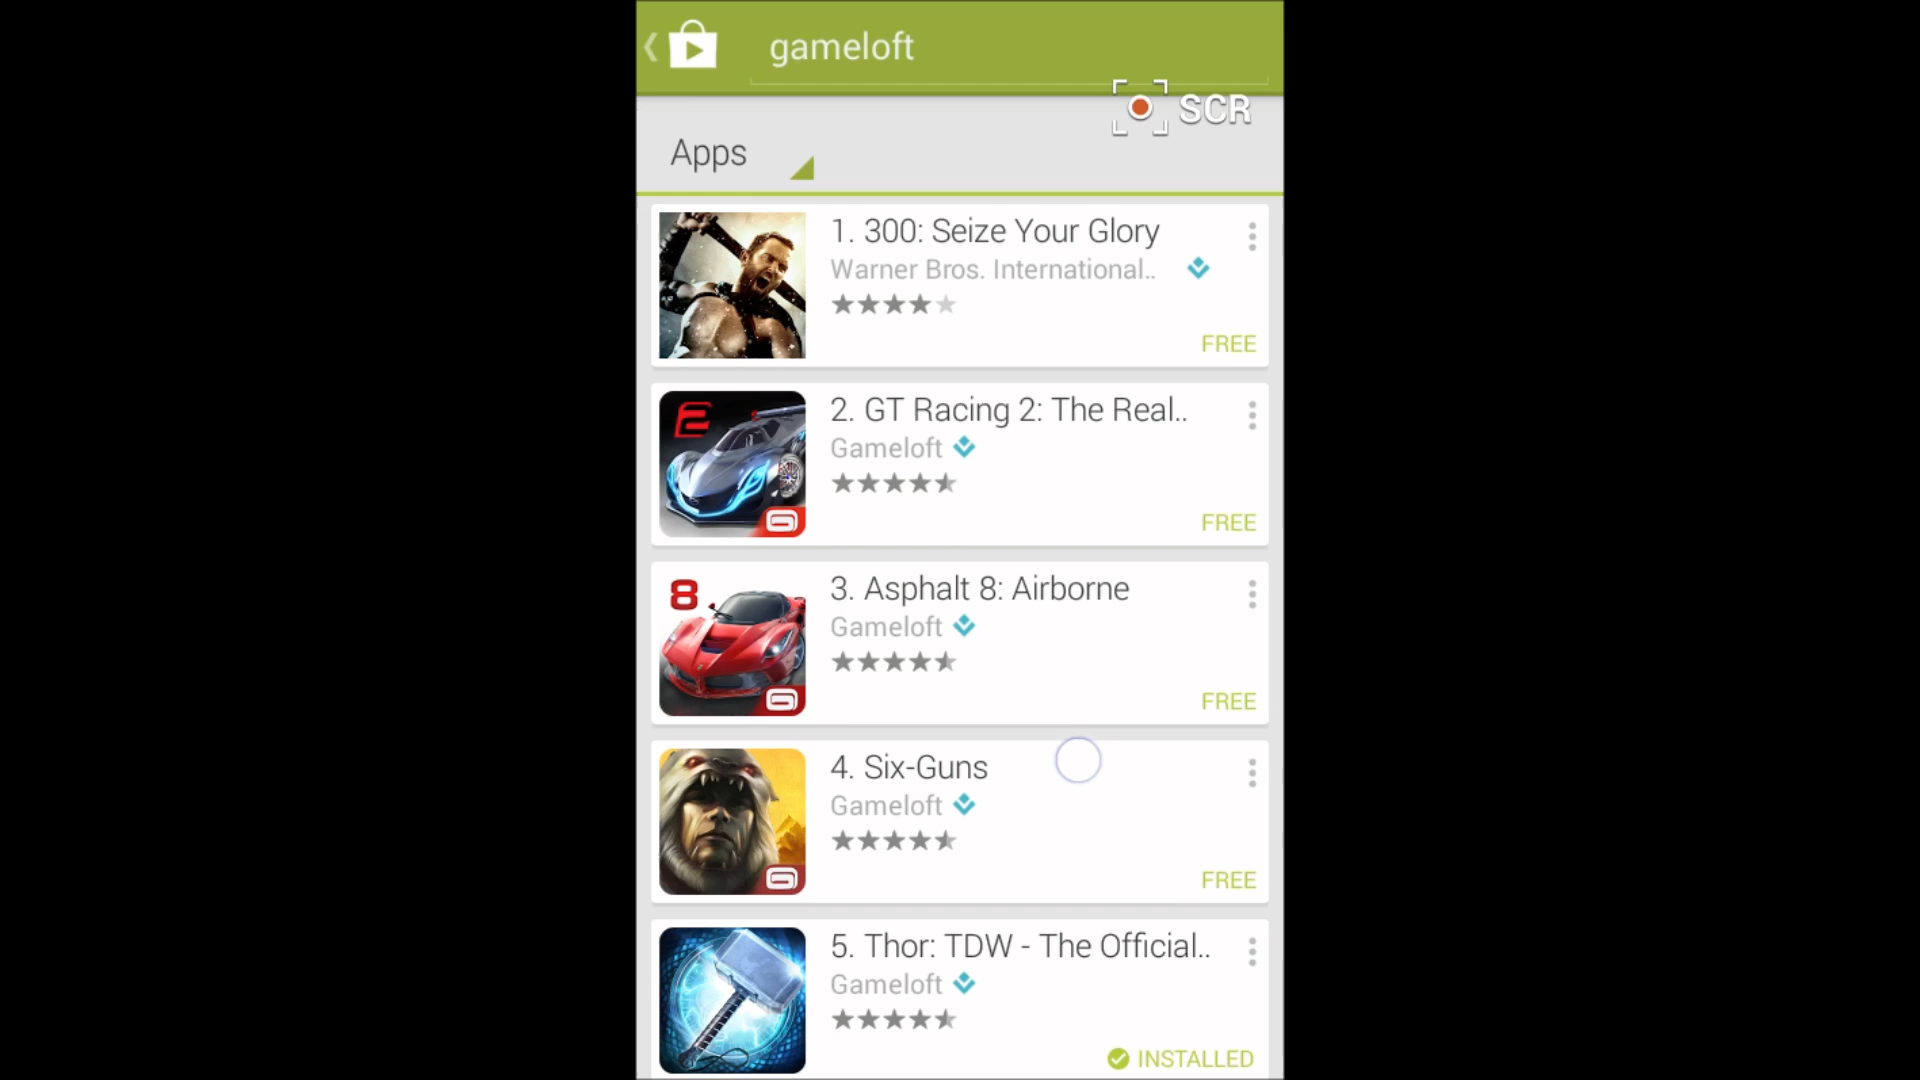 gameloft
SCR
Apps
1. 300: Seize Your Glory
Warner Bros. International..
FREE
2
2. GT Racing 2: The Real..
Gameloft
FREE
8
3. Asphalt 8: Airborne
Gameloft
FREE
4. Six-Guns
Gameloft
FREE
5. Thor: TDW - The Official..
Gameloft
INSTALLED